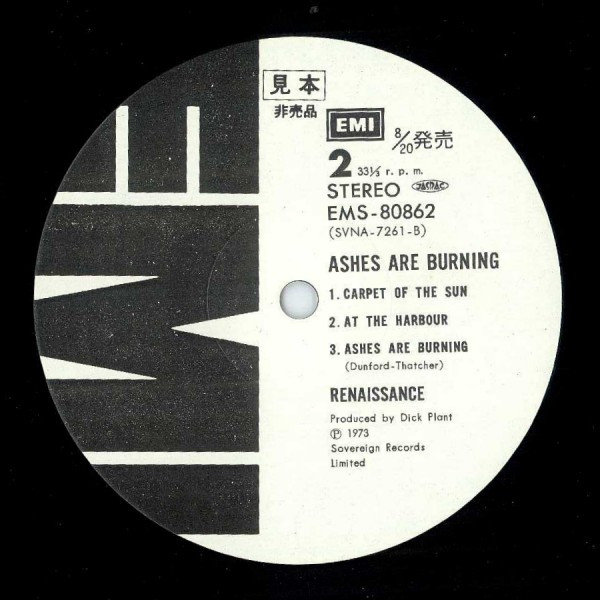 見本
非売品
EMI
8/20発売
2 33⅓ r. p. m.
STEREO JASRAC
EMS-80862
(SVNA-7261-B)
ASHES ARE BURNING
1. CARPET OF THE SUN
2. AT THE HARBOUR
3. ASHES ARE BURNING
(Dunford-Thatcher)
RENAISSANCE
Produced by Dick Plant
℗ 1973
Sovereign Records
Limited
EMI